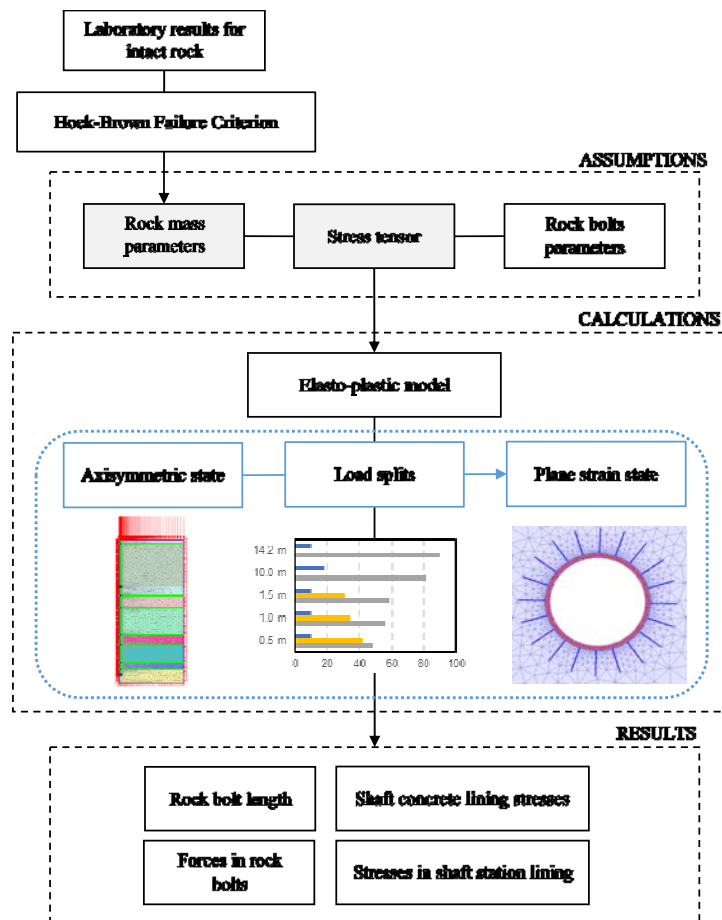 Laboratory results for
intact rock
Hoek-Brown Failure Criterion
ASSUMPTIONS
Rock mass
parameters
Stress tensor
Rock bolts
parameters
CALCULATIONS
Elasto-plastic model
Axisymmetric state
Load splits
Plane strain state
14.2 m
10.0 m
1.5 m
1.0 m
0.5 m
0 20 40 60 80 100
RESULTS
Rock bolt length
Shaft concrete lining stresses
Forces in rock
bolts
Stresses in shaft station lining